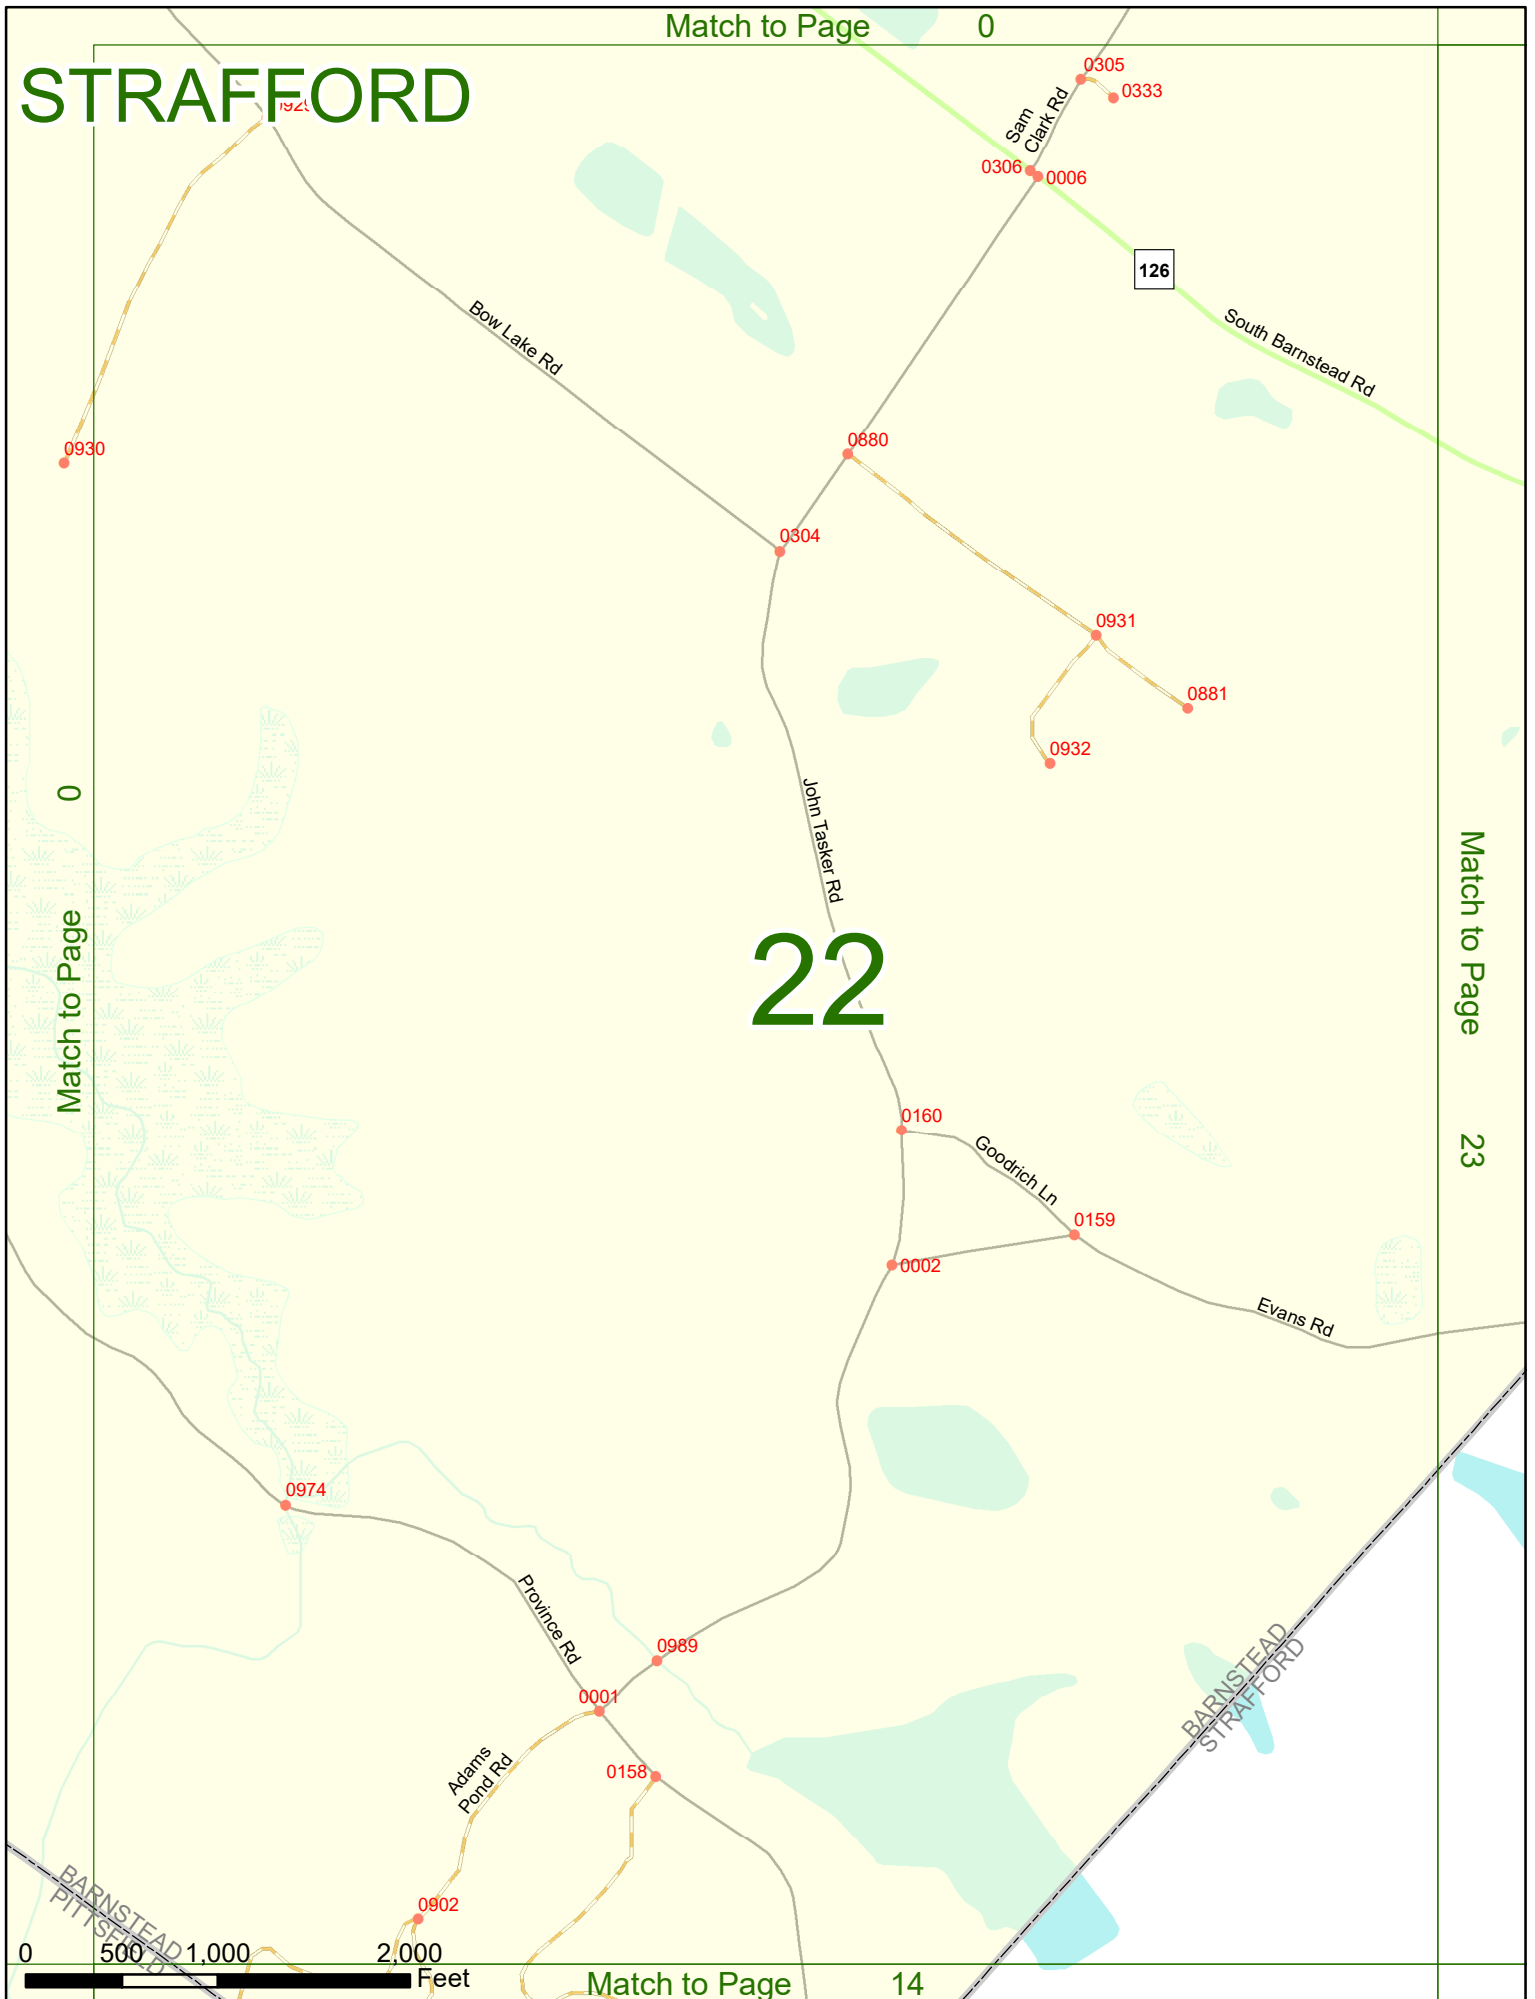 Match to Page 0
STRAFFORD
0305
0333
Sam
Clark Rd
0306
0006
126
South Barnstead Rd
Bow Lake Rd
0930
0880
0304
0931
0881
0932
John Tasker Rd
Match to Page 0
Match to Page 23
22
0160
Goodrich Ln
0159
0002
Evans Rd
0974
Province Rd
0989
0001
0158
Adams
Pond Rd
BARNSTEAD
STRAFFORD
0902
BARNSTEAD
PITTSFIELD
0 500 1,000 2,000
Feet
Match to Page 14